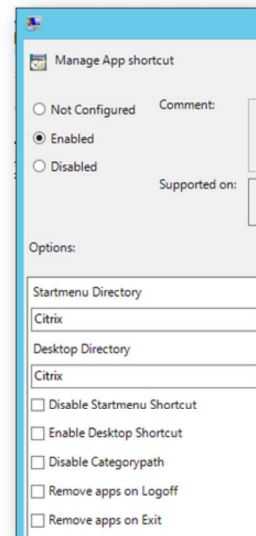 Manage App shortcut
Not Configured
Comment:
Enabled
Disabled
Supported on:
Options:
Startmenu Directory
Citrix
Desktop Directory
Citrix
Disable Startmenu Shortcut
Enable Desktop Shortcut
Disable Categorypath
Remove apps on Logoff
Remove apps on Exit